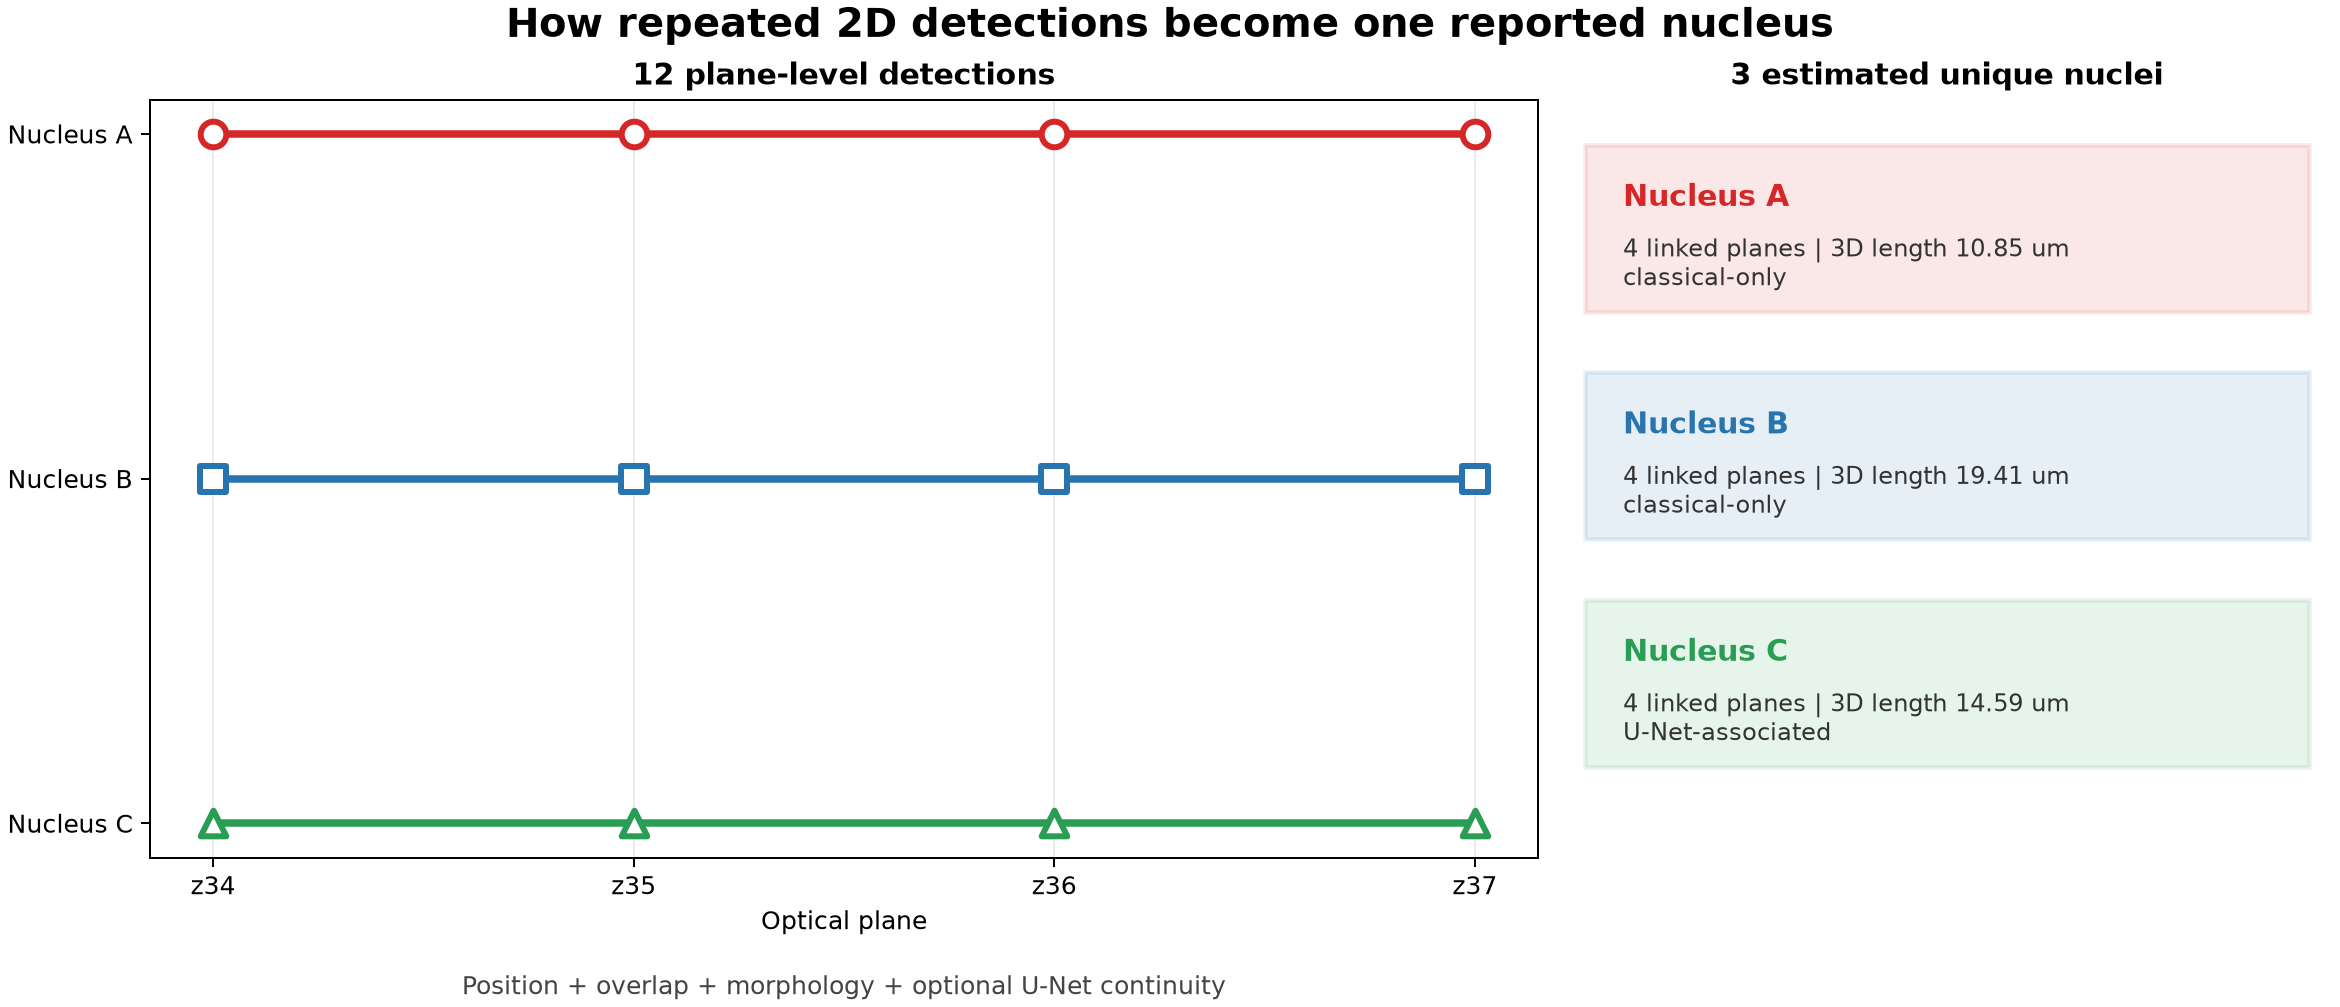 How repeated 2D detections become one reported nucleus
12 plane-level detections
Nucleus A
Nucleus B
Nucleus C
z34
z35
z36
z37
Optical plane
Position + overlap + morphology + optional U-Net continuity
3 estimated unique nuclei
Nucleus A
4 linked planes | 3D length 10.85 um
classical-only
Nucleus B
4 linked planes | 3D length 19.41 um
classical-only
Nucleus C
4 linked planes | 3D length 14.59 um
U-Net-associated